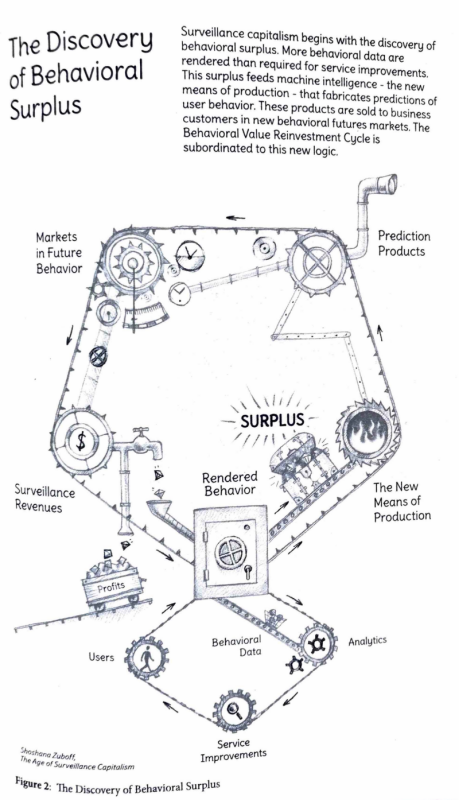 The Discovery
of Behavioral
Surplus
Surveillance capitalism begins with the discovery of
behavioral surplus. More behavioral data are
rendered than required for service improvements.
This surplus feeds machine intelligence - the new
means of production - that fabricates predictions of
user behavior. These products are sold to business
customers in new behavioral futures markets. The
Behavioral Value Reinvestment Cycle is
subordinated to this new logic.
Markets
in Future
Behavior
Prediction
Products
SURPLUS
$
Surveillance
Revenues
Rendered
Behavior
The New
Means of
Production
Profits
Users
Behavioral
Data
Analytics
Service
Improvements
Shoshana Zuboff,
The Age of Surveillance Capitalism
Figure 2: The Discovery of Behavioral Surplus